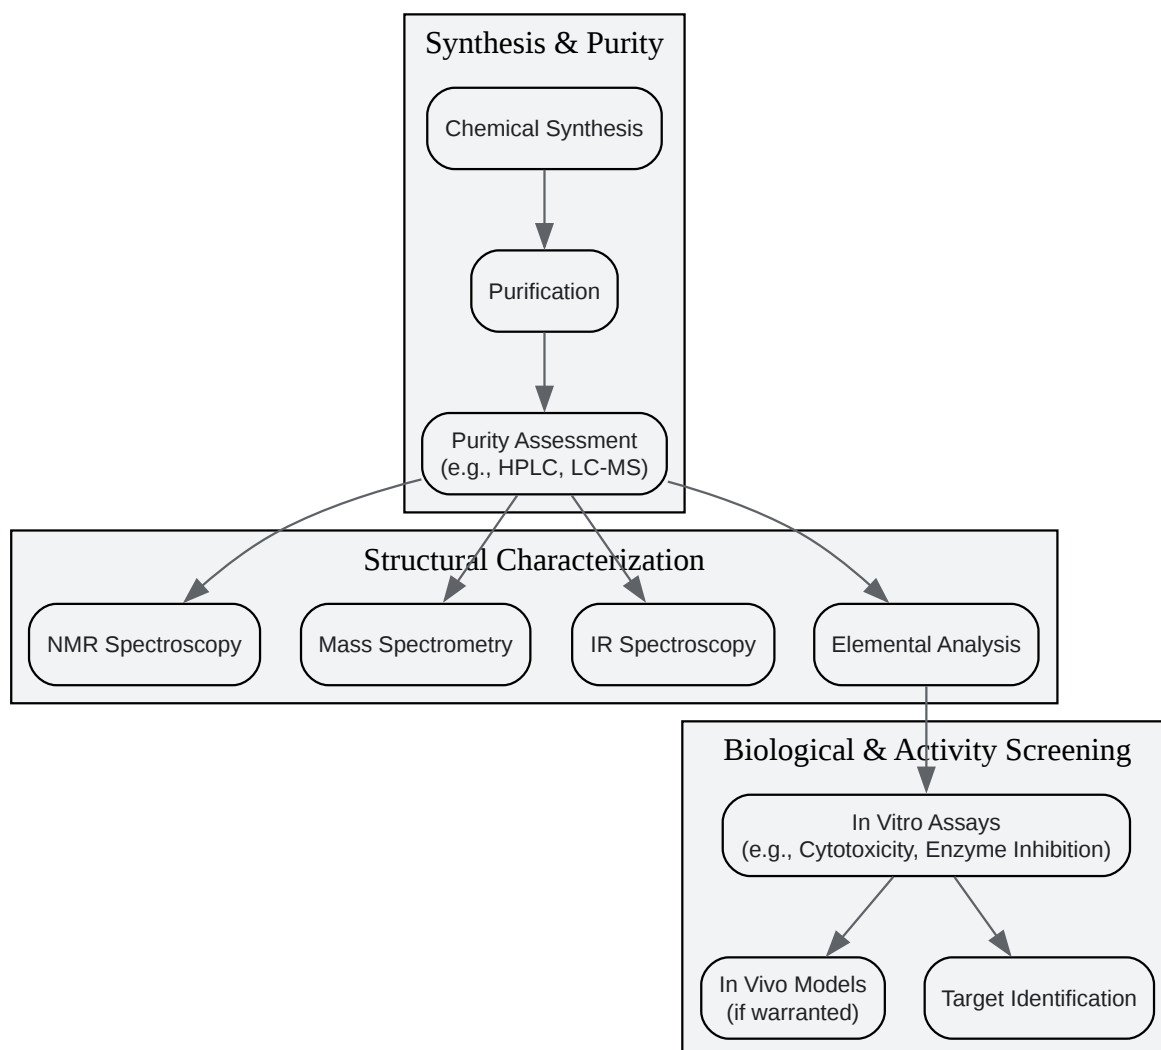 Synthesis & Purity
Chemical Synthesis
Purification
Purity Assessment
(e.g., HPLC, LC-MS)
Structural Characterization
NMR Spectroscopy
Mass Spectrometry
IR Spectroscopy
Elemental Analysis
Biological & Activity Screening
In Vitro Assays
(e.g., Cytotoxicity, Enzyme Inhibition)
In Vivo Models
(if warranted)
Target Identification